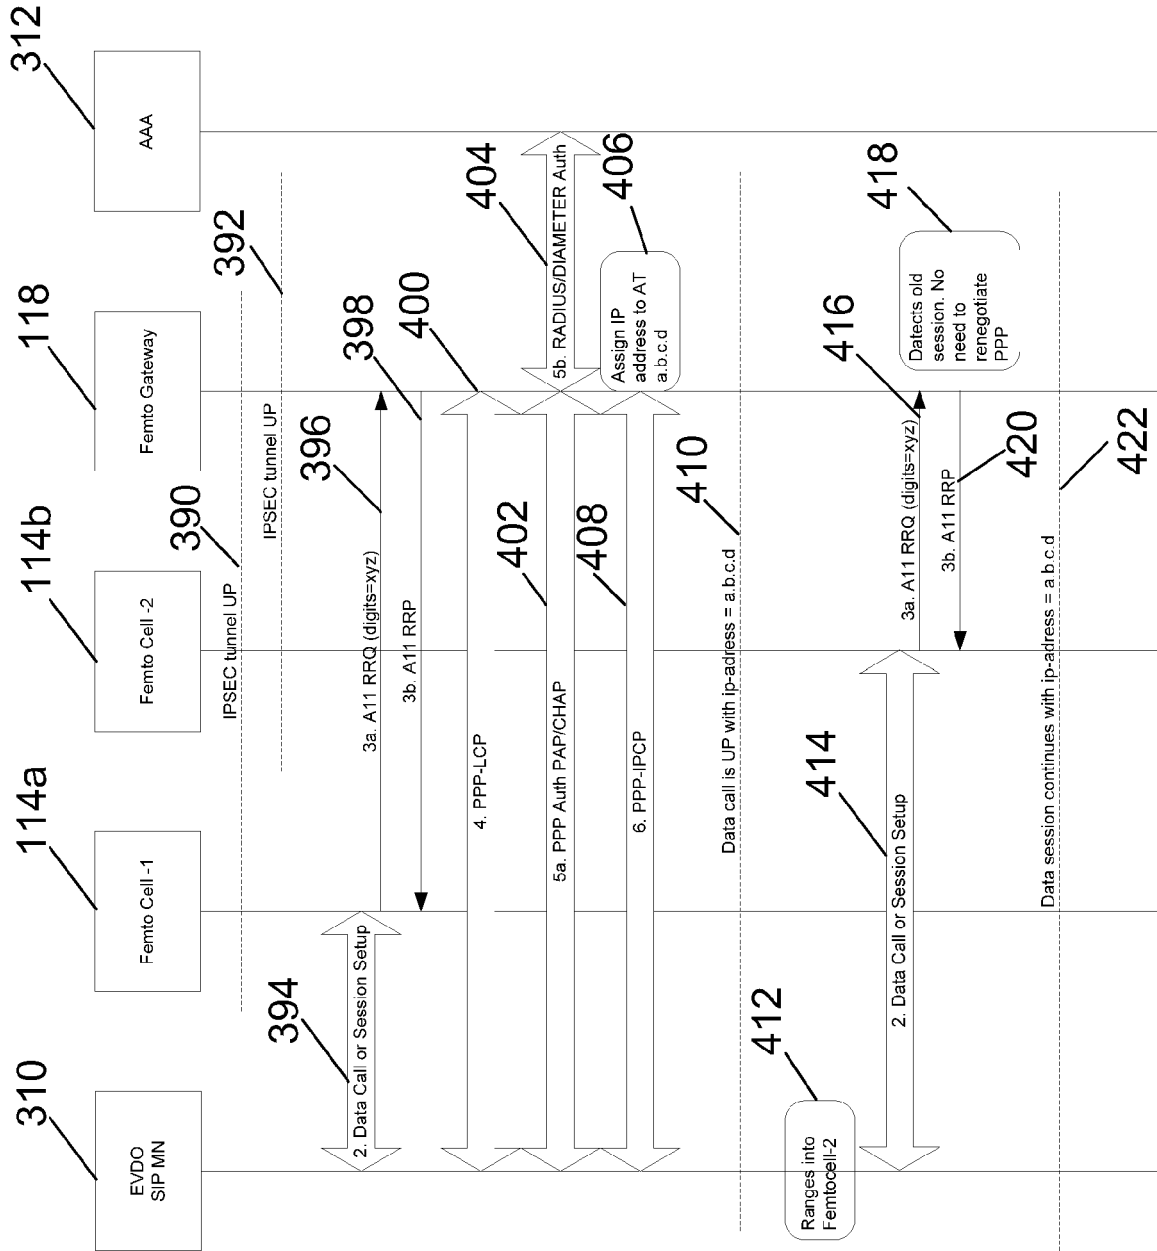 310
114a
114b
118
312
EVDO
SIP MN
Femto Cell -1
Femto Cell -2
Femto Gateway
AAA
IPSEC tunnel UP
390
IPSEC tunnel UP
392
394
2. Data Call or Session Setup
3a. A11 RRQ (digits=xyz)
396
3b. A11 RRP
398
4. PPP-LCP
400
402
5a. PPP Auth PAP/CHAP
404
5b. RADIUS/DIAMETER Auth
406
Assign IP
address to AT
a.b.c.d
408
6. PPP-IPCP
410
Data call is UP with ip-adress = a.b.c.d
412
Ranges into
Femtocell-2
414
2. Data Call or Session Setup
416
3a. A11 RRQ (digits=xyz)
418
Datects old
session. No
need to
renegotiate
PPP
3b. A11 RRP
420
Data session continues with ip-adress = a.b.c.d
422